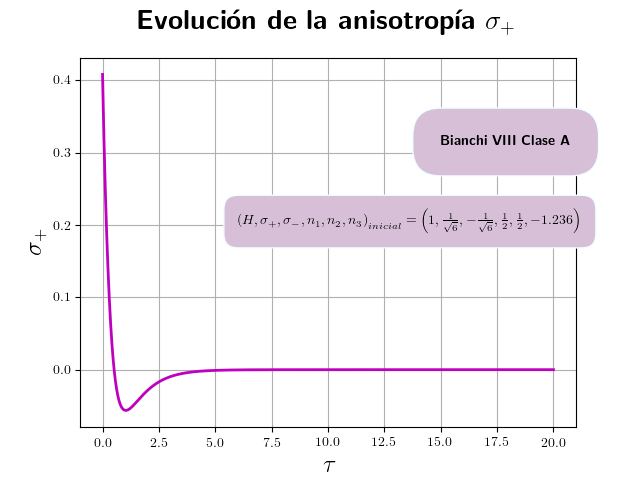 Evolución de la anisotropía σ₊
0.4
0.3
0.2
0.1
0.0
σ₊
Bianchi VIII Clase A
(H, σ₊, σ₋, n₁, n₂, n₃)ᵢₙᵢ꜀ᵢₐₗ = (1, 1/√6, −1/√6, 1/2, 1/2, −1.236)
0.0 2.5 5.0 7.5 10.0 12.5 15.0 17.5 20.0
τ